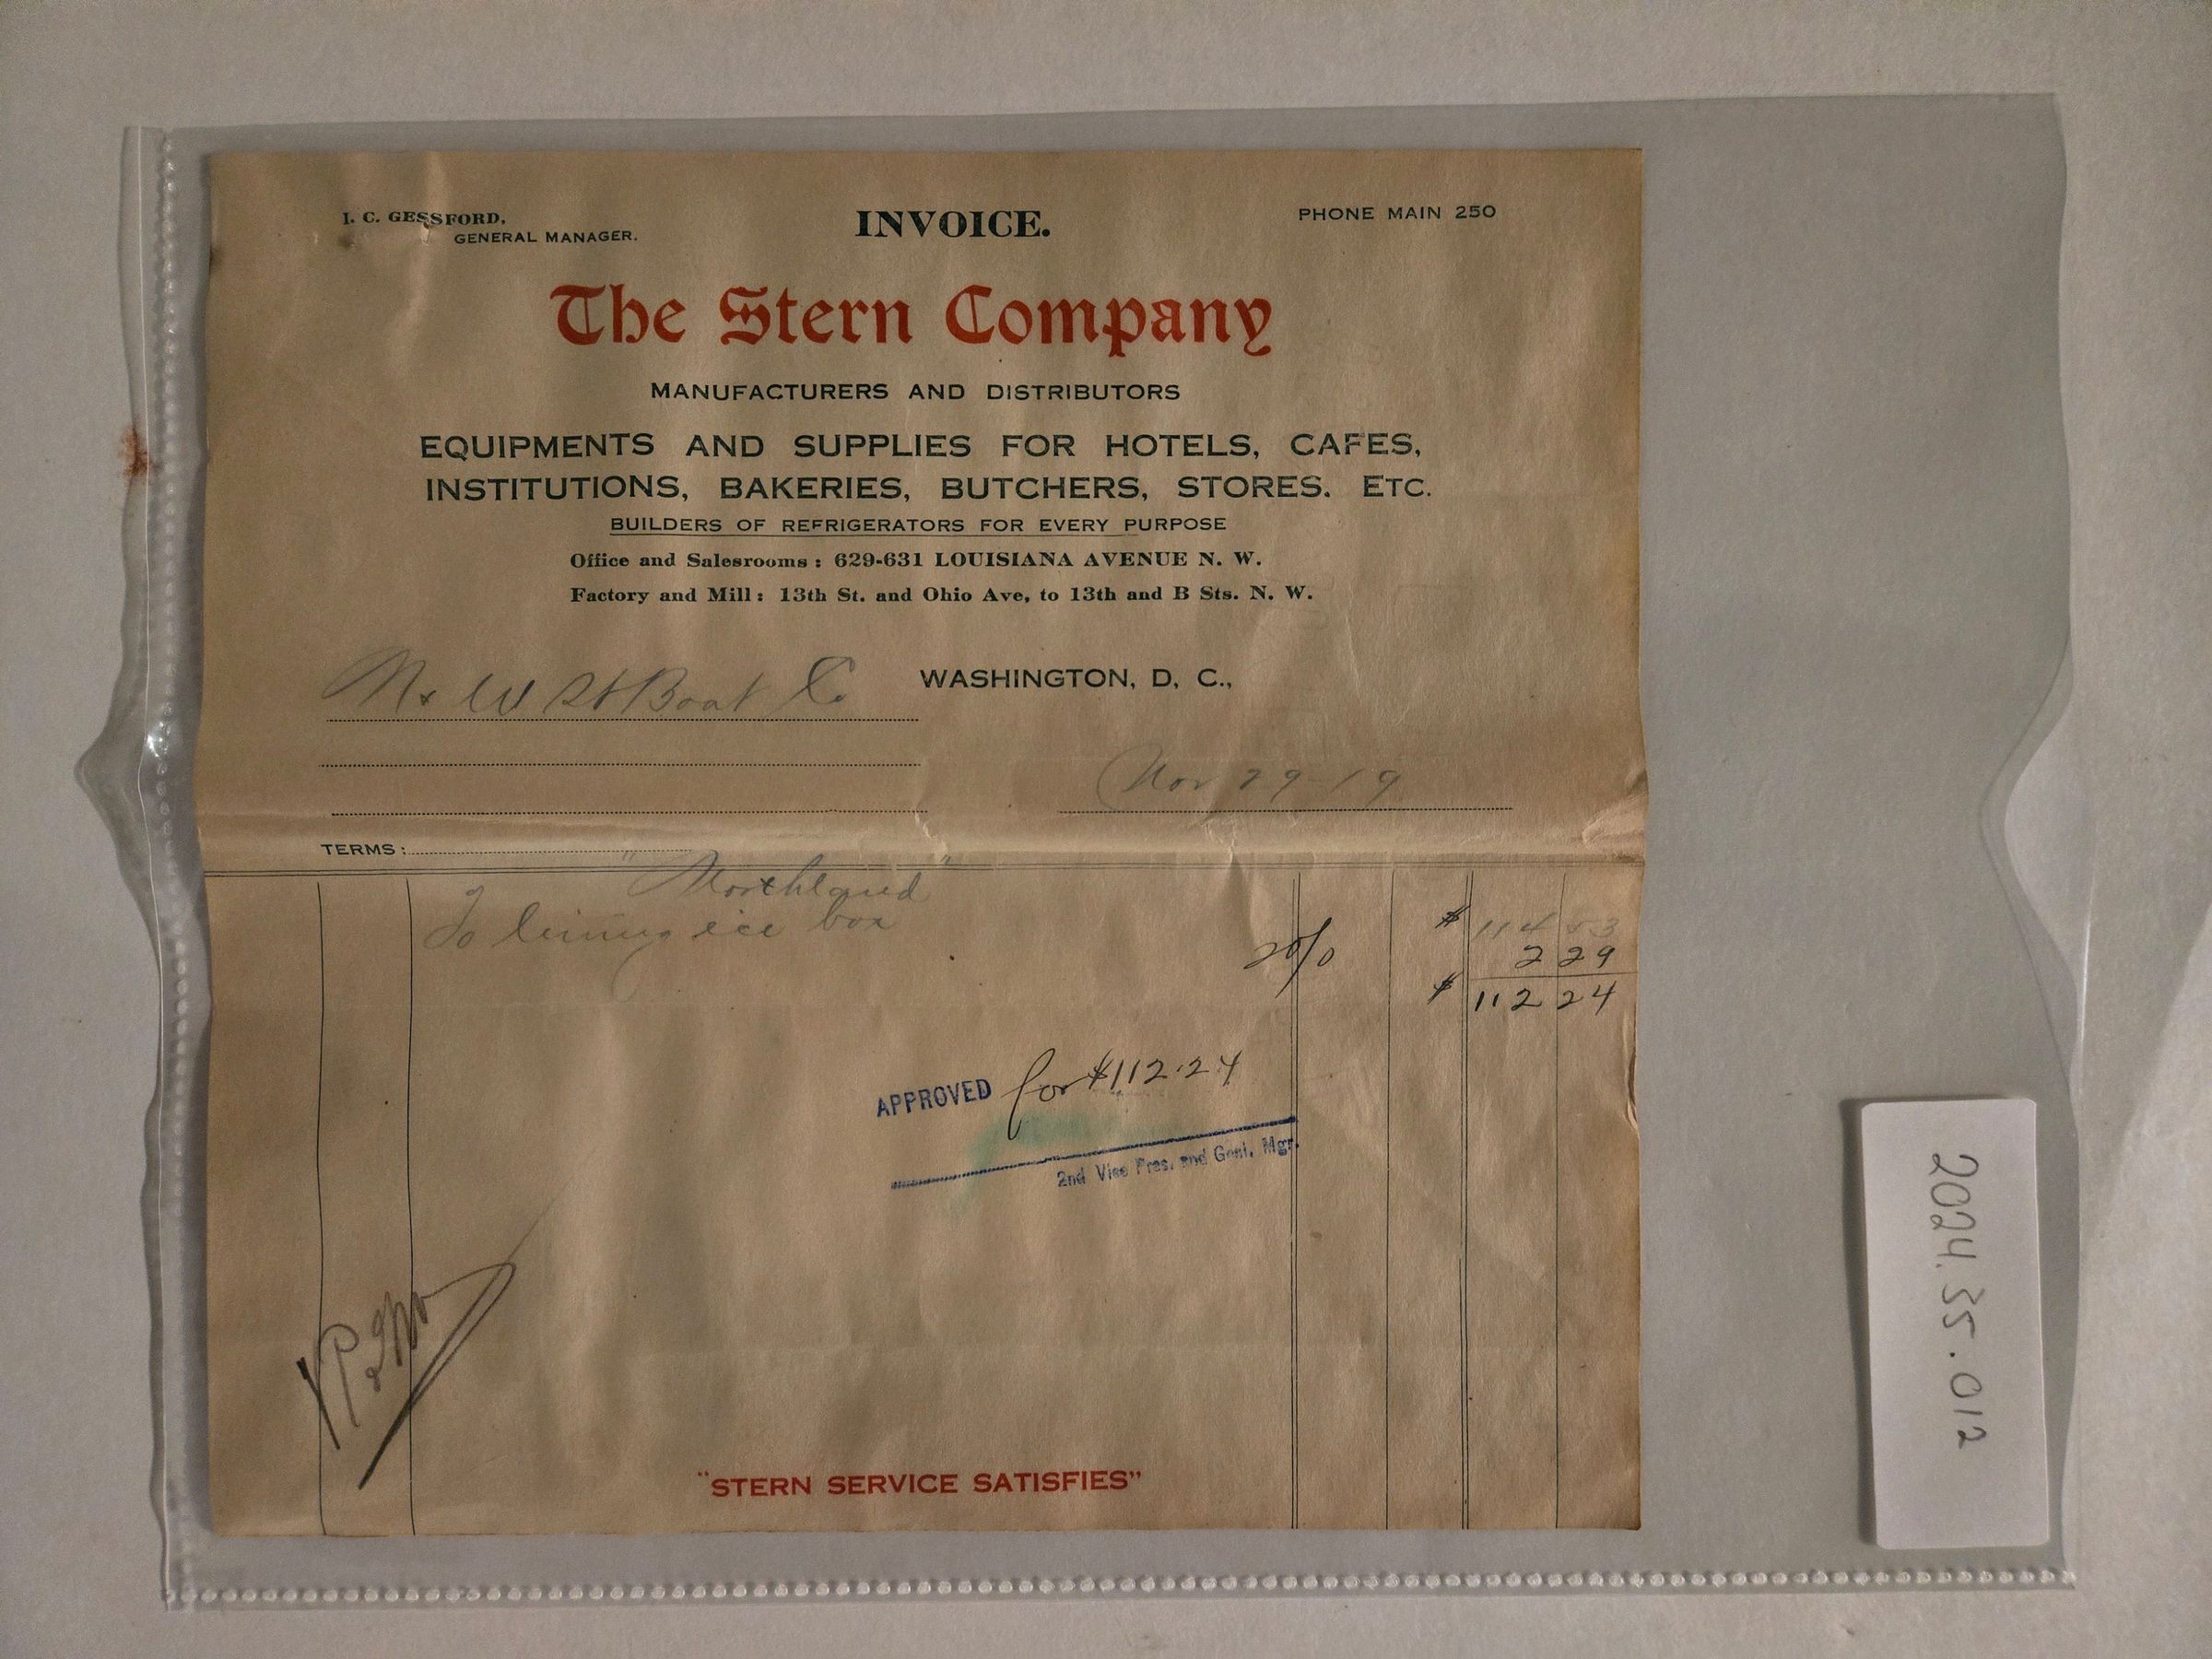 I. C. GESSFORD,
GENERAL MANAGER.
INVOICE.
PHONE MAIN 250
The Stern Company
MANUFACTURERS AND DISTRIBUTORS
EQUIPMENTS AND SUPPLIES FOR HOTELS, CAFES,
INSTITUTIONS, BAKERIES, BUTCHERS, STORES. ETC.
BUILDERS OF REFRIGERATORS FOR EVERY PURPOSE
Office and Salesrooms: 629-631 LOUISIANA AVENUE N. W.
Factory and Mill: 13th St. and Ohio Ave, to 13th and B Sts. N. W.
N & W St Boat Co
WASHINGTON, D, C.,
Nov 29-19
TERMS:
"Northland"
To lining ice box
$ 114 53
2% 2 29
$ 112 24
APPROVED for $112.24
2nd Vice Pres. and Genl. Mgr.
"STERN SERVICE SATISFIES"
2024.35.012